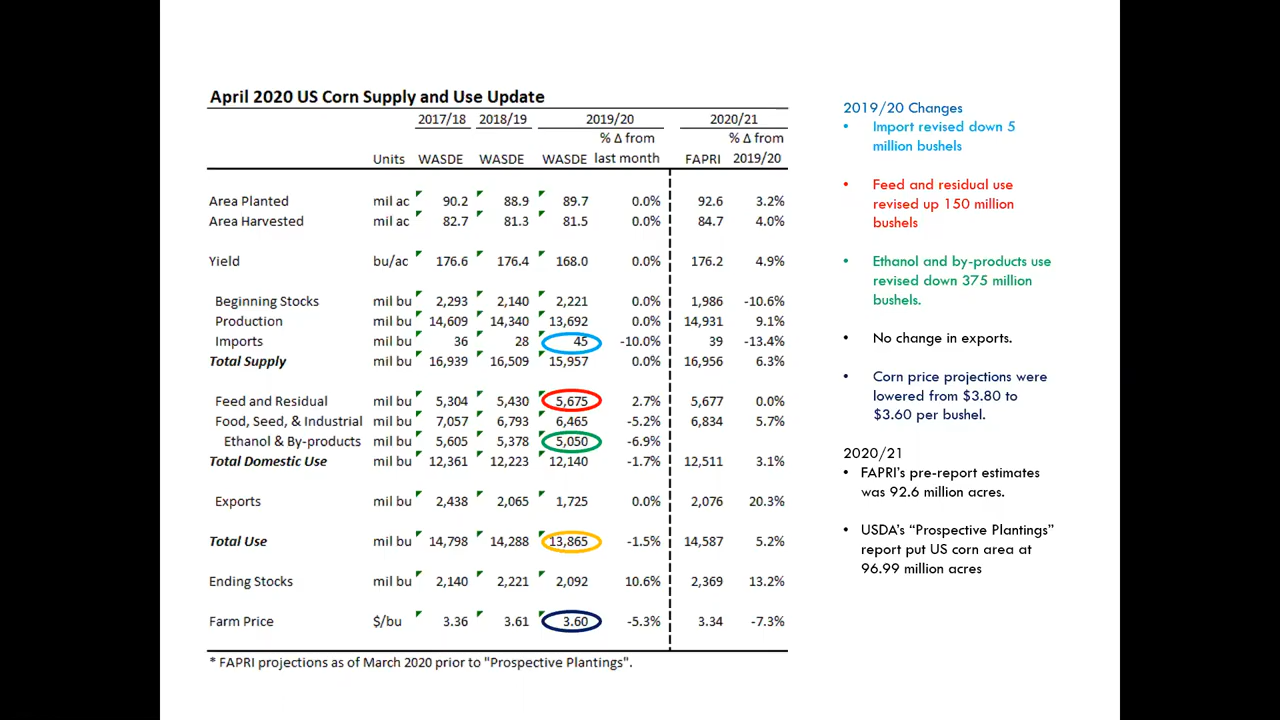 April 2020 US Corn Supply and Use Update
2017/18 2018/19 2019/20 2020/21
% Δ from % Δ from
Units WASDE WASDE WASDE last month FAPRI 2019/20
Area Planted mil ac 90.2 88.9 89.7 0.0% 92.6 3.2%
Area Harvested mil ac 82.7 81.3 81.5 0.0% 84.7 4.0%
Yield bu/ac 176.6 176.4 168.0 0.0% 176.2 4.9%
Beginning Stocks mil bu 2,293 2,140 2,221 0.0% 1,986 -10.6%
Production mil bu 14,609 14,340 13,692 0.0% 14,931 9.1%
Imports mil bu 36 28 45 -10.0% 39 -13.4%
Total Supply mil bu 16,939 16,509 15,957 0.0% 16,956 6.3%
Feed and Residual mil bu 5,304 5,430 5,675 2.7% 5,677 0.0%
Food, Seed, & Industrial mil bu 7,057 6,793 6,465 -5.2% 6,834 5.7%
Ethanol & By-products mil bu 5,605 5,378 5,050 -6.9%
Total Domestic Use mil bu 12,361 12,223 12,140 -1.7% 12,511 3.1%
Exports mil bu 2,438 2,065 1,725 0.0% 2,076 20.3%
Total Use mil bu 14,798 14,288 13,865 -1.5% 14,587 5.2%
Ending Stocks mil bu 2,140 2,221 2,092 10.6% 2,369 13.2%
Farm Price $/bu 3.36 3.61 3.60 -5.3% 3.34 -7.3%
* FAPRI projections as of March 2020 prior to "Prospective Plantings".
2019/20 Changes
• Import revised down 5
million bushels
• Feed and residual use
revised up 150 million
bushels
• Ethanol and by-products use
revised down 375 million
bushels.
• No change in exports.
• Corn price projections were
lowered from $3.80 to
$3.60 per bushel.
2020/21
• FAPRI's pre-report estimates
was 92.6 million acres.
• USDA's “Prospective Plantings”
report put US corn area at
96.99 million acres